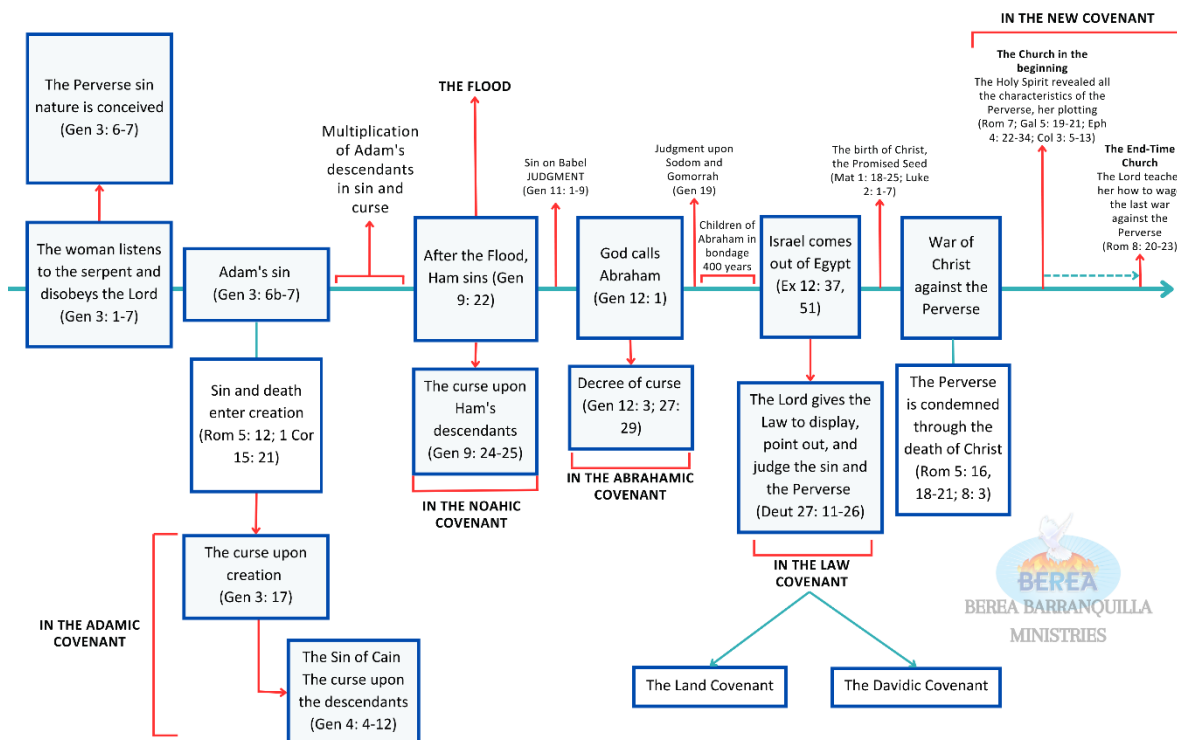 IN THE NEW COVENANT
The Church in the
beginning
The Holy Spirit revealed all
the characteristics of the
Perverse, her plotting
(Rom 7; Gal 5: 19-21; Eph
4: 22-34; Col 3: 5-13)
The End-Time
Church
The Lord teaches
her how to wage
the last war
against the
Perverse
(Rom 8: 20-23)
The Perverse sin
nature is conceived
(Gen 3: 6-7)
THE FLOOD
Multiplication
of Adam's
descendants
in sin and
curse
Sin on Babel
JUDGMENT
(Gen 11: 1-9)
Judgment upon
Sodom and
Gomorrah
(Gen 19)
The birth of Christ,
the Promised Seed
(Mat 1: 18-25; Luke
2: 1-7)
The woman listens
to the serpent and
disobeys the Lord
(Gen 3: 1-7)
Adam's sin
(Gen 3: 6b-7)
After the Flood,
Ham sins (Gen
9: 22)
God calls
Abraham
(Gen 12: 1)
Children of
Abraham in
bondage
400 years
Israel comes
out of Egypt
(Ex 12: 37,
51)
War of
Christ
against the
Perverse
Sin and death
enter creation
(Rom 5: 12; 1 Cor
15: 21)
The curse upon
Ham's
descendants
(Gen 9: 24-25)
IN THE NOAHIC
COVENANT
Decree of curse
(Gen 12: 3; 27:
29)
IN THE ABRAHAMIC
COVENANT
The Lord gives the
Law to display,
point out, and
judge the sin and
the Perverse
(Deut 27: 11-26)
IN THE LAW
COVENANT
The Perverse
is condemned
through the
death of Christ
(Rom 5: 16,
18-21; 8: 3)
The curse upon
creation
(Gen 3: 17)
IN THE ADAMIC
COVENANT
The Sin of Cain
The curse upon
the descendants
(Gen 4: 4-12)
The Land Covenant
The Davidic Covenant
BEREA
BEREA BARRANQUILLA
MINISTRIES